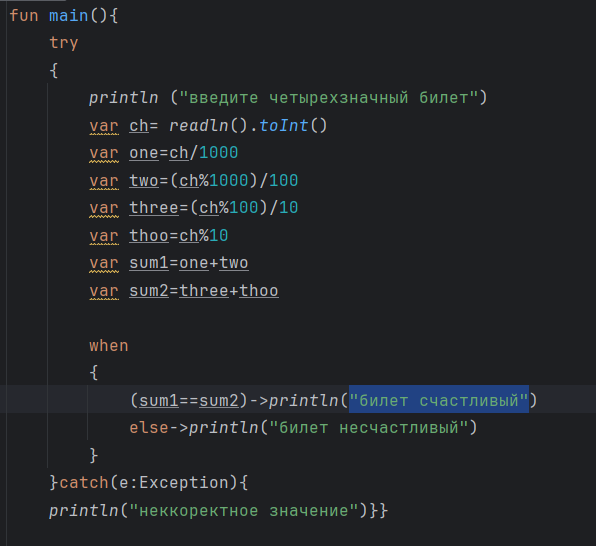 fun main(){
try
{
println ("введите четырехзначный билет")
var ch= readln().toInt()
var one=ch/1000
var two=(ch%1000)/100
var three=(ch%100)/10
var thoo=ch%10
var sum1=one+two
var sum2=three+thoo
when
{
(sum1==sum2)->println("билет счастливый")
else->println("билет несчастливый")
}
}catch(e:Exception){
println("неккоректное значение")}}